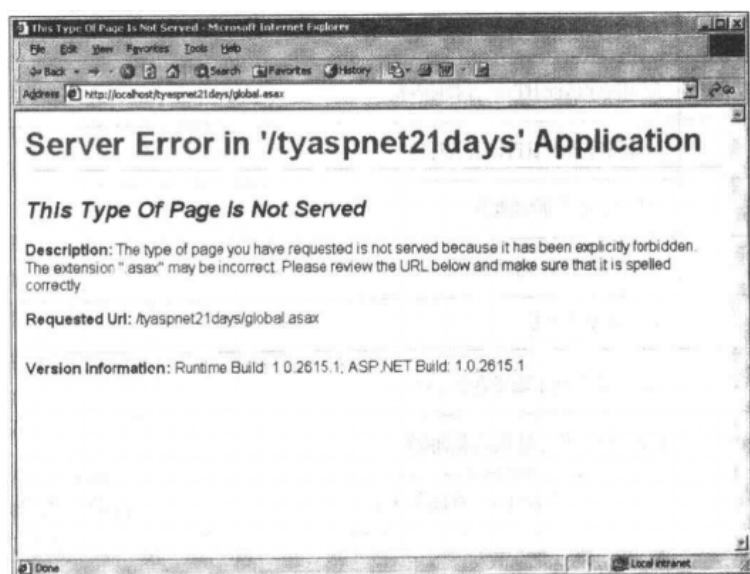 This Type Of Page Is Not Served - Microsoft Internet Explorer
File Edit View Favorites Tools Help
Back Search Favorites History
Address http://localhost/tyaspnet21days/global.asax Go
Server Error in '/tyaspnet21days' Application
This Type Of Page Is Not Served
Description: The type of page you have requested is not served because it has been explicitly forbidden.
The extension ".asax" may be incorrect. Please review the URL below and make sure that it is spelled
correctly.
Requested Url: /tyaspnet21days/global.asax
Version Information: Runtime Build: 1.0.2615.1; ASP.NET Build: 1.0.2615.1
Done Local intranet